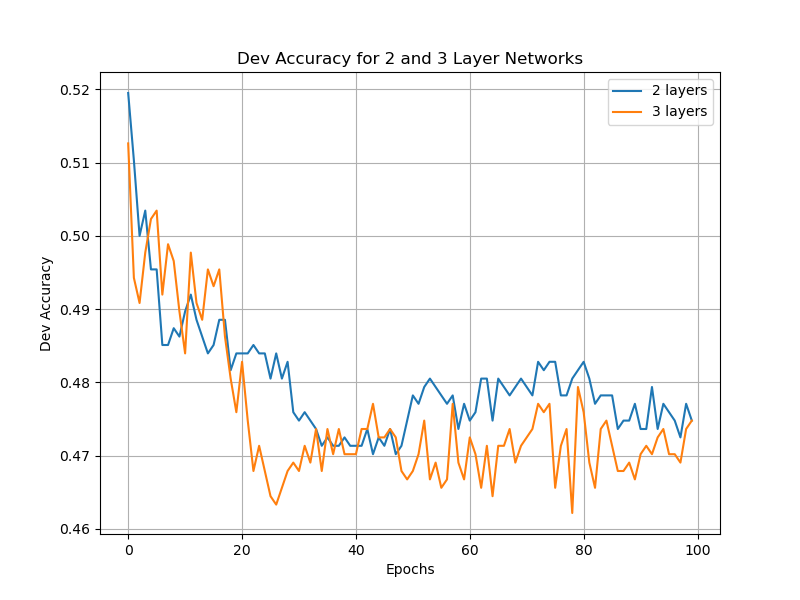 Dev Accuracy for 2 and 3 Layer Networks
2 layers
3 layers
Dev Accuracy
0.52
0.51
0.50
0.49
0.48
0.47
0.46
0 20 40 60 80 100
Epochs